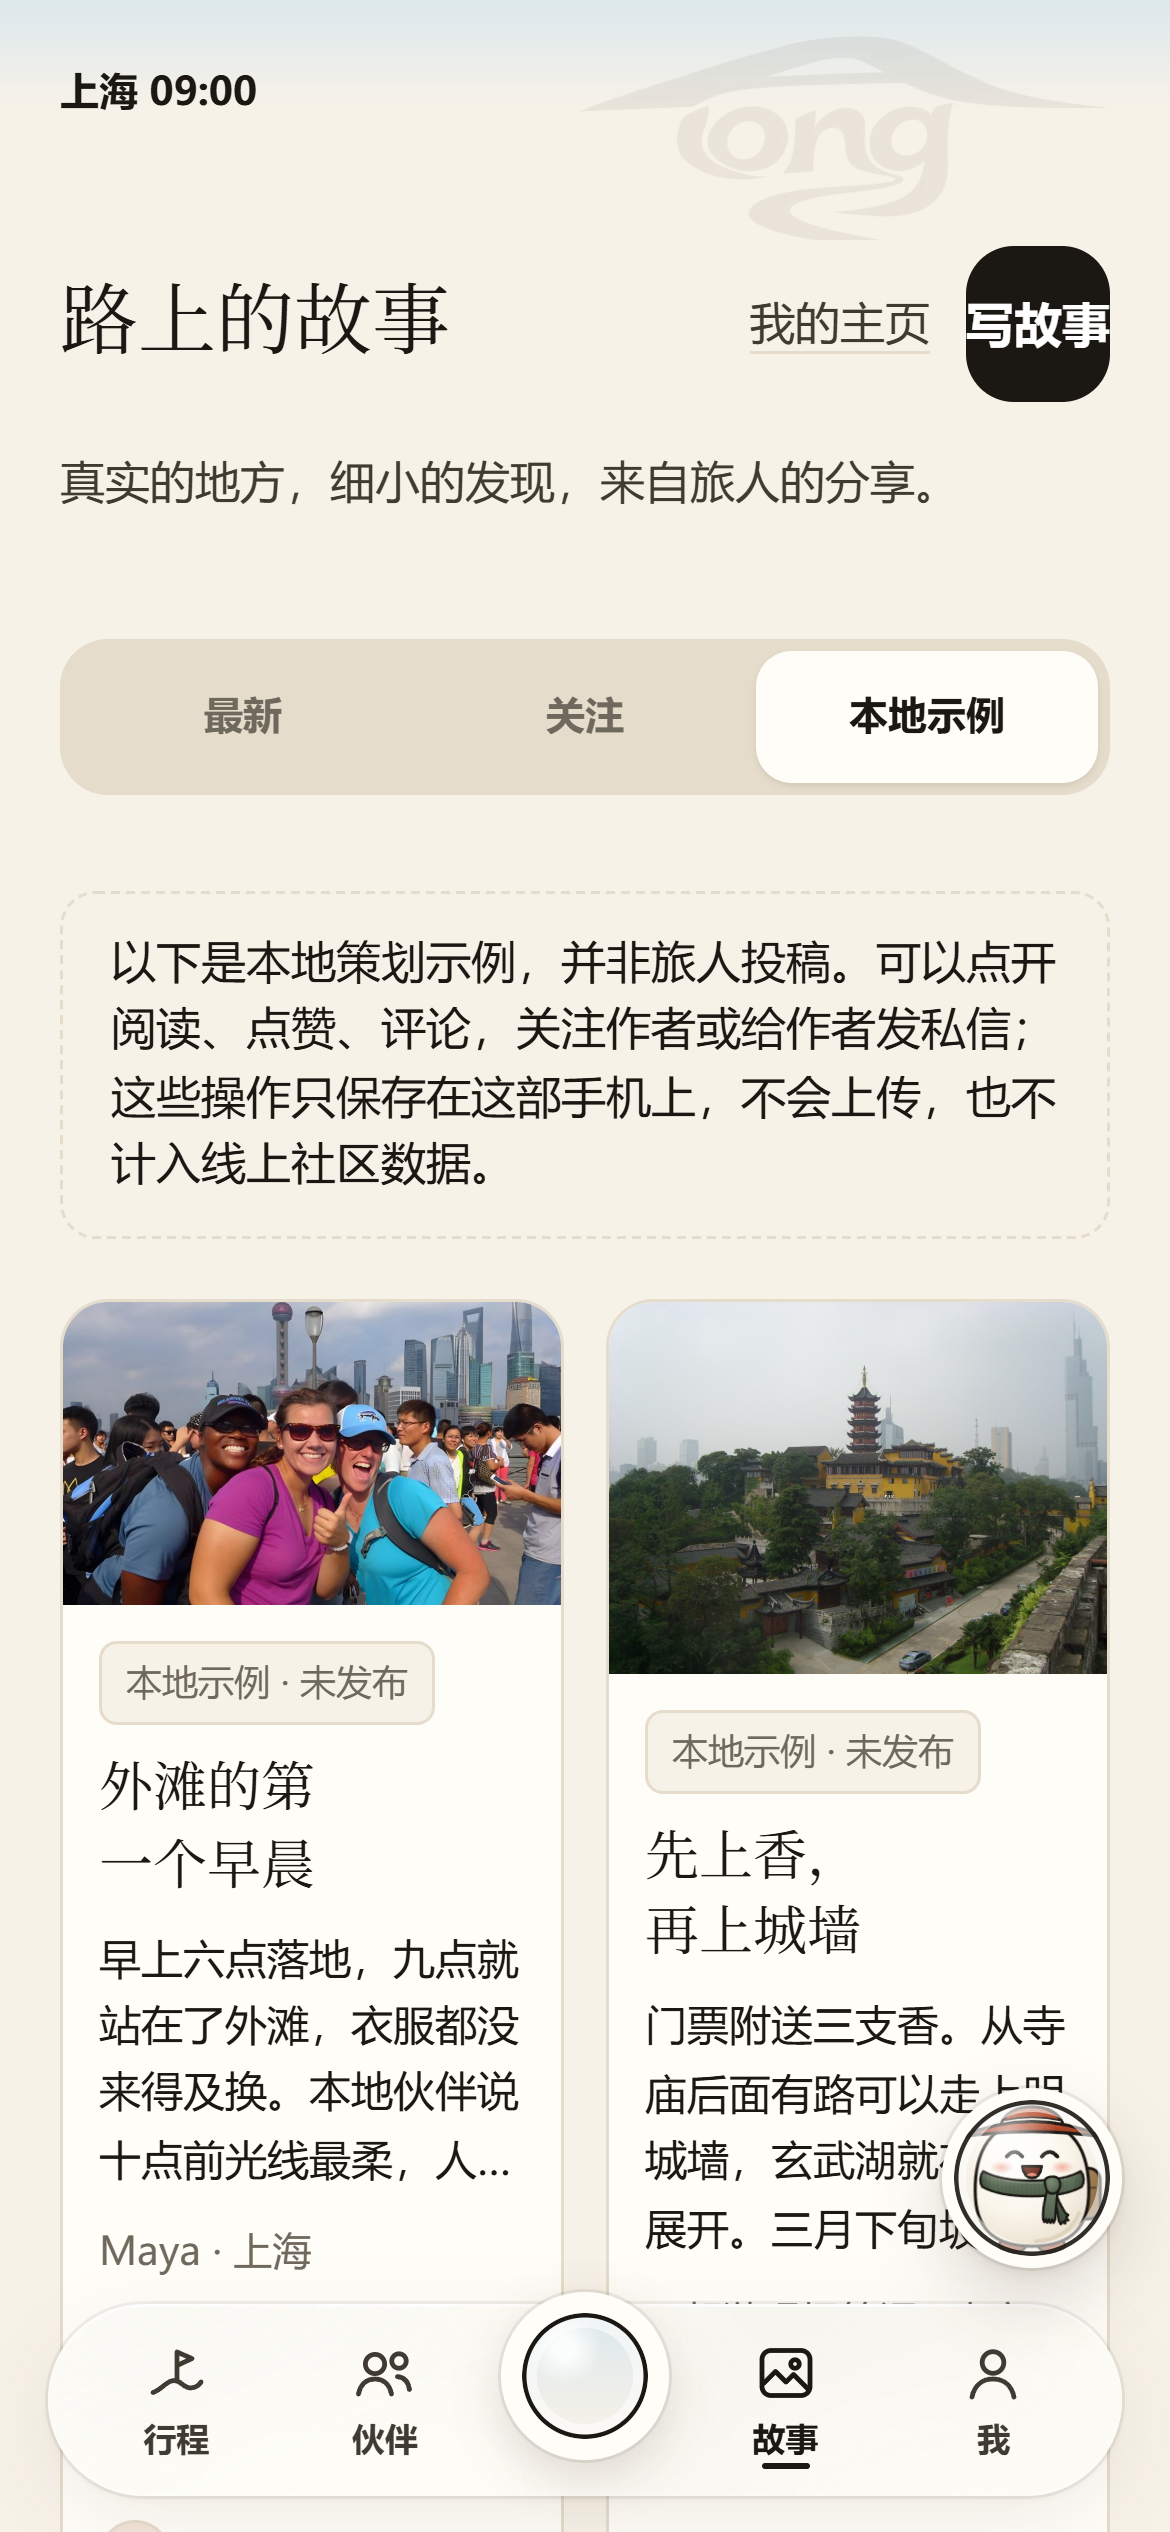 上海 09:00
long
路上的故事
我的主页
写故事
真实的地方，细小的发现，来自旅人的分享。
最新
关注
本地示例
以下是本地策划示例，并非旅人投稿。可以点开
阅读、点赞、评论，关注作者或给作者发私信；
这些操作只保存在这部手机上，不会上传，也不
计入线上社区数据。
本地示例 · 未发布
外滩的第
一个早晨
早上六点落地，九点就
站在了外滩，衣服都没
来得及换。本地伙伴说
十点前光线最柔，人...
Maya · 上海
本地示例 · 未发布
先上香，
再上城墙
门票附送三支香。从寺
庙后面有路可以走上明
城墙，玄武湖就
展开。三月下旬
行程
伙伴
故事
我